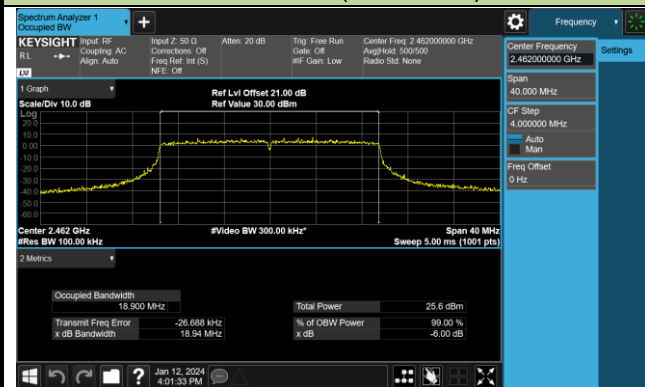 Spectrum Analyzer 1
Occupied BW
Frequency
KEYSIGHT
RL
LXI
Input: RF
Coupling: AC
Align: Auto
Input Z: 50 Ω
Corrections: Off
Freq Ref: Int (S)
NFE: Off
Atten: 20 dB
Trig: Free Run
Gate: Off
#IF Gain: Low
Center Freq: 2.462000000 GHz
Avg|Hold: 500/500
Radio Std: None
Center Frequency
2.462000000 GHz
Settings
Span
40.000 MHz
CF Step
4.000000 MHz
Auto
Man
Freq Offset
0 Hz
1 Graph
Scale/Div 10.0 dB
Ref Lvl Offset 21.00 dB
Ref Value 30.00 dBm
Log
20.0
10.0
0.00
-10.0
-20.0
-30.0
-40.0
-50.0
-60.0
Center 2.462 GHz
#Res BW 100.00 kHz
#Video BW 300.00 kHz*
Span 40 MHz
Sweep 5.00 ms (1001 pts)
2 Metrics
Occupied Bandwidth
18.900 MHz
Total Power 25.6 dBm
Transmit Freq Error -26.688 kHz
% of OBW Power 99.00 %
x dB Bandwidth 18.94 MHz
x dB -6.00 dB
Jan 12, 2024
4:01:33 PM